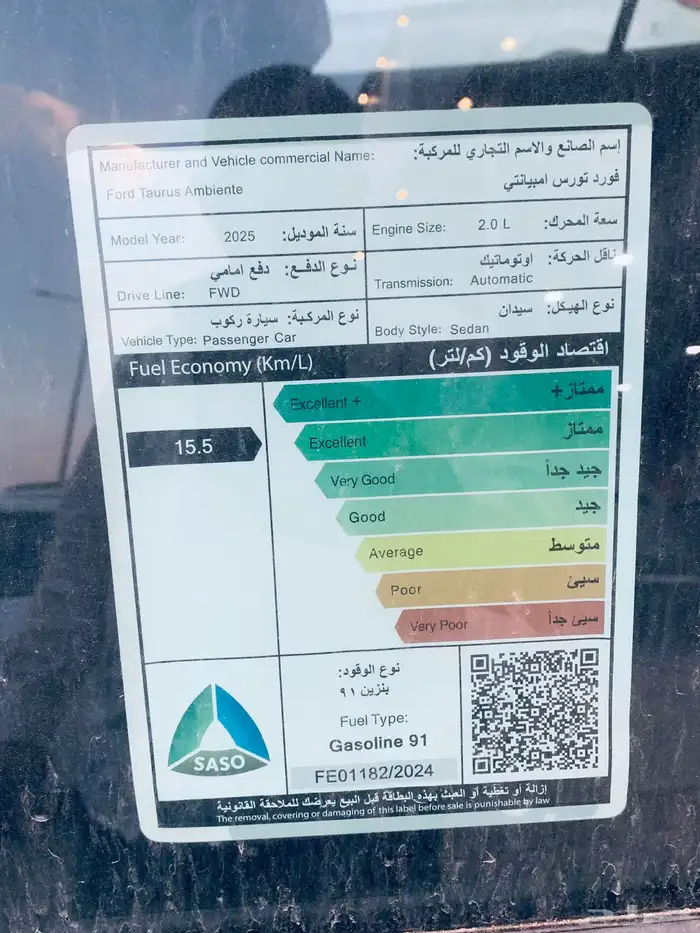 Manufacturer and Vehicle commercial Name: إسم الصانع والاسم التجاري للمركبة:
Ford Taurus Ambiente فورد تورس امبيانتي
Model Year: 2025 سنة الموديل: Engine Size: 2.0 L سعة المحرك:
نوع الدفع: دفع امامي ناقل الحركة: اوتوماتيك
Drive Line: FWD Transmission: Automatic
نوع المركبة: سيارة ركوب نوع الهيكل: سيدان
Vehicle Type: Passenger Car Body Style: Sedan
Fuel Economy (Km/L) اقتصاد الوقود (كم/لتر)
Excellent + ممتاز+
15.5
Excellent ممتاز
Very Good جيد جداً
Good جيد
Average متوسط
Poor سيئ
Very Poor سيئ جداً
نوع الوقود:
بنزين ٩١
Fuel Type:
Gasoline 91
SASO
FE01182/2024
إزالة أو تغطية أو العبث بهذه البطاقة قبل البيع يعرضك للملاحقة القانونية
The removal, covering or damaging of this label before sale is punishable by law